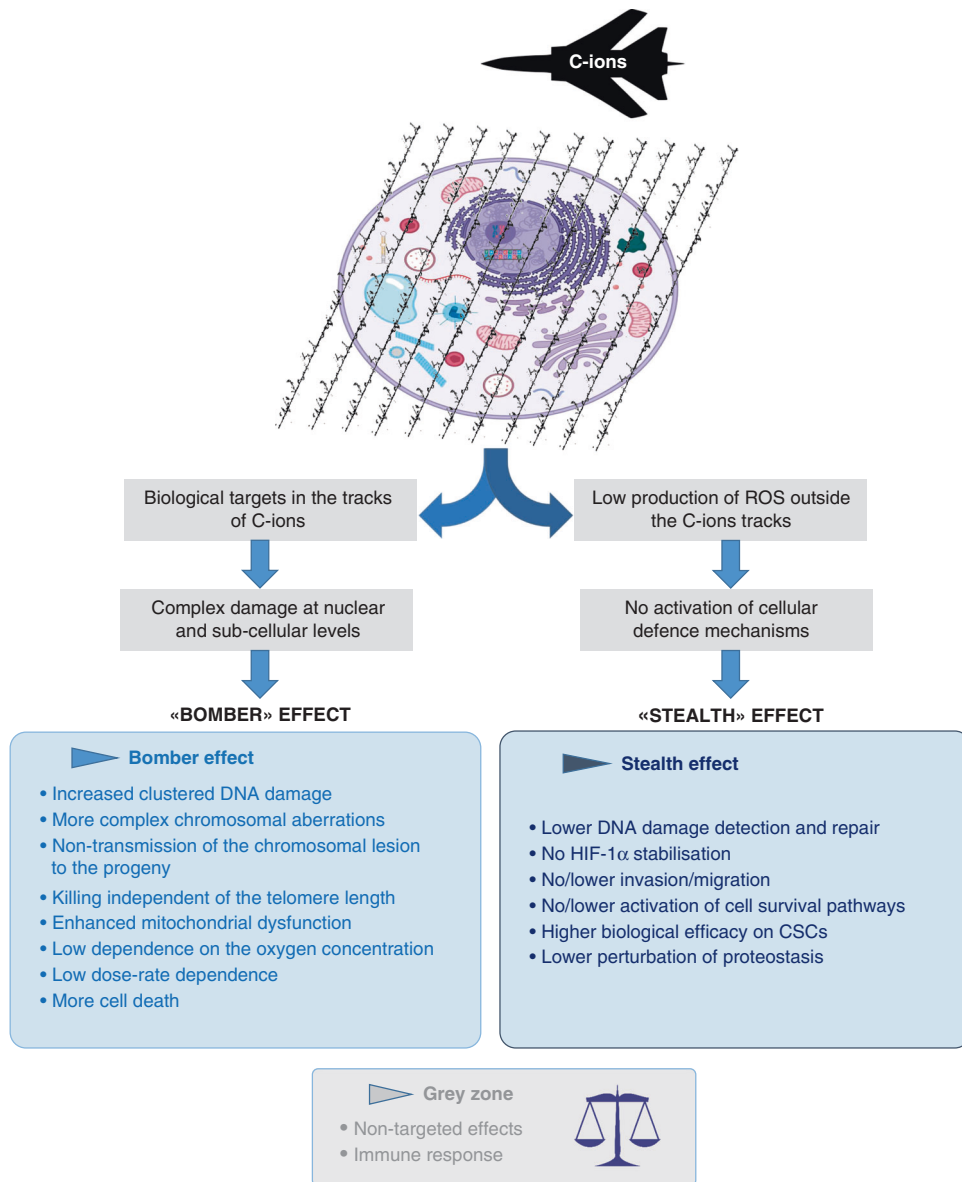 C-ions
Biological targets in the tracks
of C-ions
Low production of ROS outside
the C-ions tracks
Complex damage at nuclear
and sub-cellular levels
No activation of cellular
defence mechanisms
«BOMBER» EFFECT
«STEALTH» EFFECT
Bomber effect
• Increased clustered DNA damage
• More complex chromosomal aberrations
• Non-transmission of the chromosomal lesion
to the progeny
• Killing independent of the telomere length
• Enhanced mitochondrial dysfunction
• Low dependence on the oxygen concentration
• Low dose-rate dependence
• More cell death
Stealth effect
• Lower DNA damage detection and repair
• No HIF-1α stabilisation
• No/lower invasion/migration
• No/lower activation of cell survival pathways
• Higher biological efficacy on CSCs
• Lower perturbation of proteostasis
Grey zone
• Non-targeted effects
• Immune response